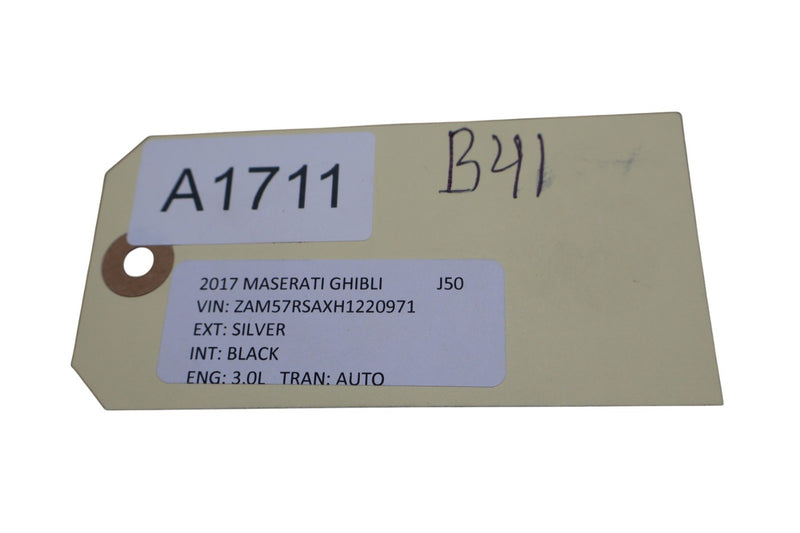 A1711
B41
2017 MASERATI GHIBLI J50
VIN: ZAM57RSAXH1220971
EXT: SILVER
INT: BLACK
ENG: 3.0L TRAN: AUTO